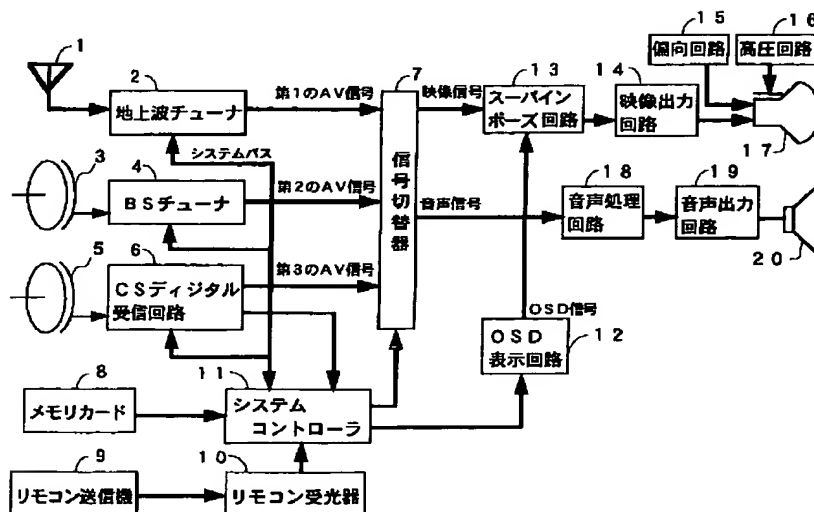 1
2
地上波チューナ
第1のAV信号
システムバス
3
4
BSチューナ
第2のAV信号
5
6
CSディジタル
受信回路
第3のAV信号
7
信号切替器
映像信号
音声信号
8
メモリカード
9
リモコン送信機
10
リモコン受光器
11
システム
コントローラ
OSD信号
12
OSD
表示回路
13
スーパイン
ポーズ回路
14
映像出力
回路
15
偏向回路
16
高圧回路
17
18
音声処理
回路
19
音声出力
回路
20